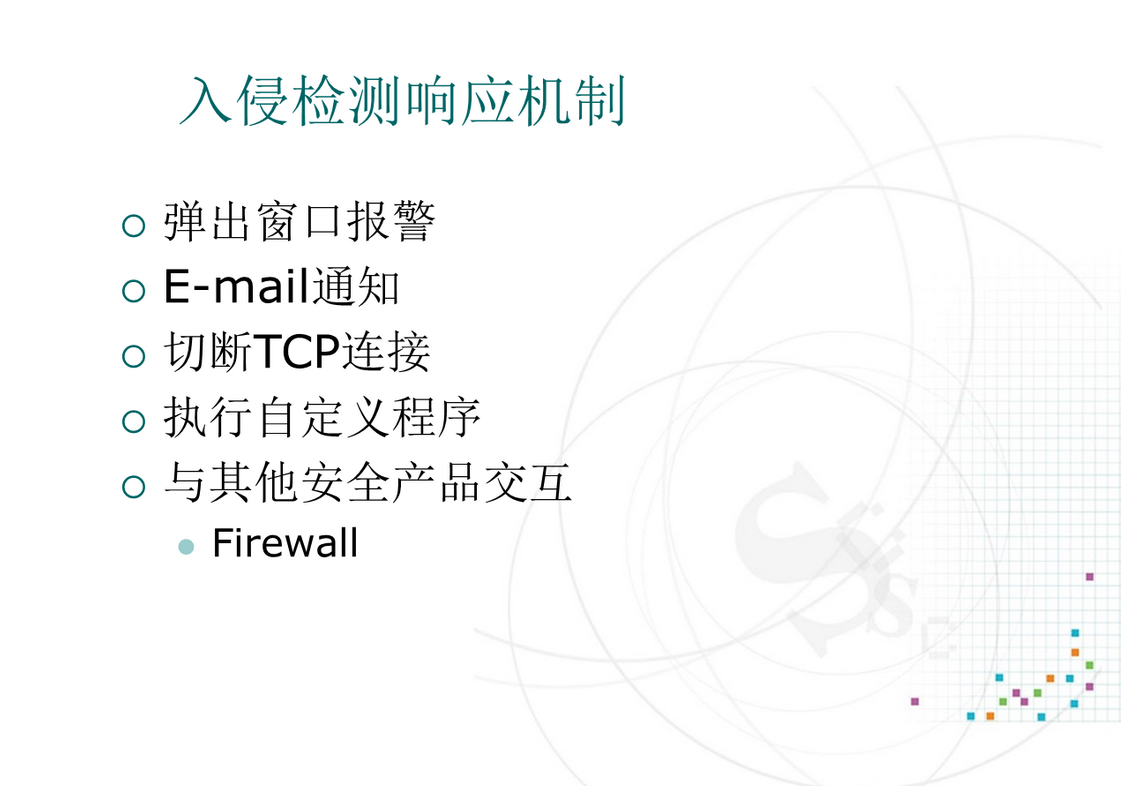 入侵检测响应机制
弹出窗口报警
E-mail通知
切断TCP连接
执行自定义程序
与其他安全产品交互
Firewall
SsC